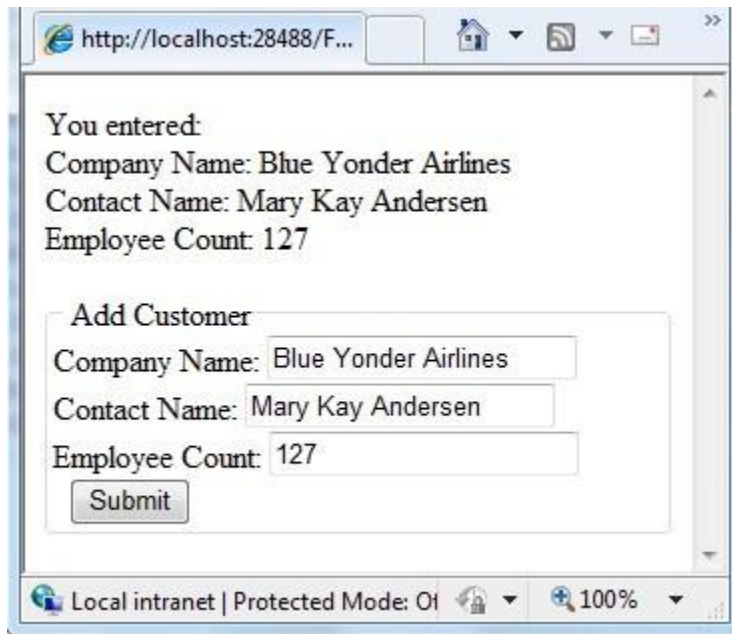 http://localhost:28488/F...
»
You entered:
Company Name: Blue Yonder Airlines
Contact Name: Mary Kay Andersen
Employee Count: 127
Add Customer
Company Name: Blue Yonder Airlines
Contact Name: Mary Kay Andersen
Employee Count: 127
Submit
Local intranet | Protected Mode: Of
100%